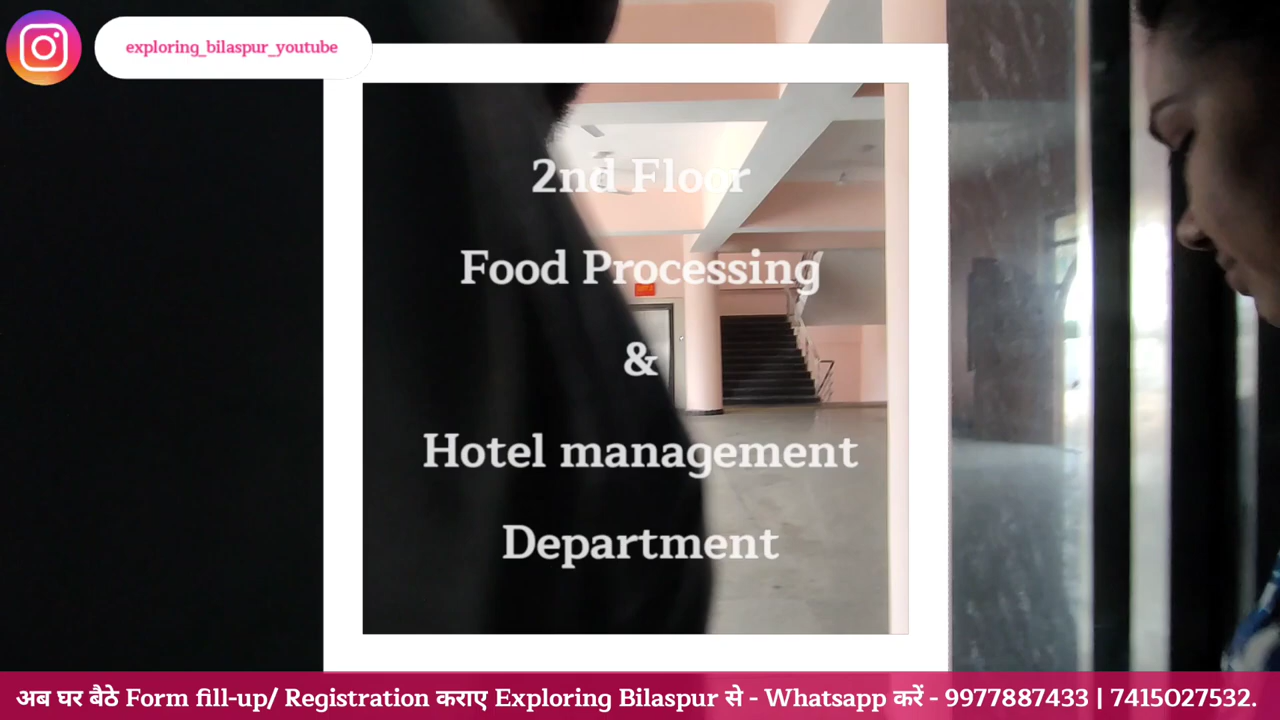 exploring_bilaspur_youtube
2nd Floor
Food Processing
&
Hotel management
Department
अब घर बैठे Form fill-up/ Registration कराए Exploring Bilaspur से - Whatsapp करें - 9977887433 | 7415027532.